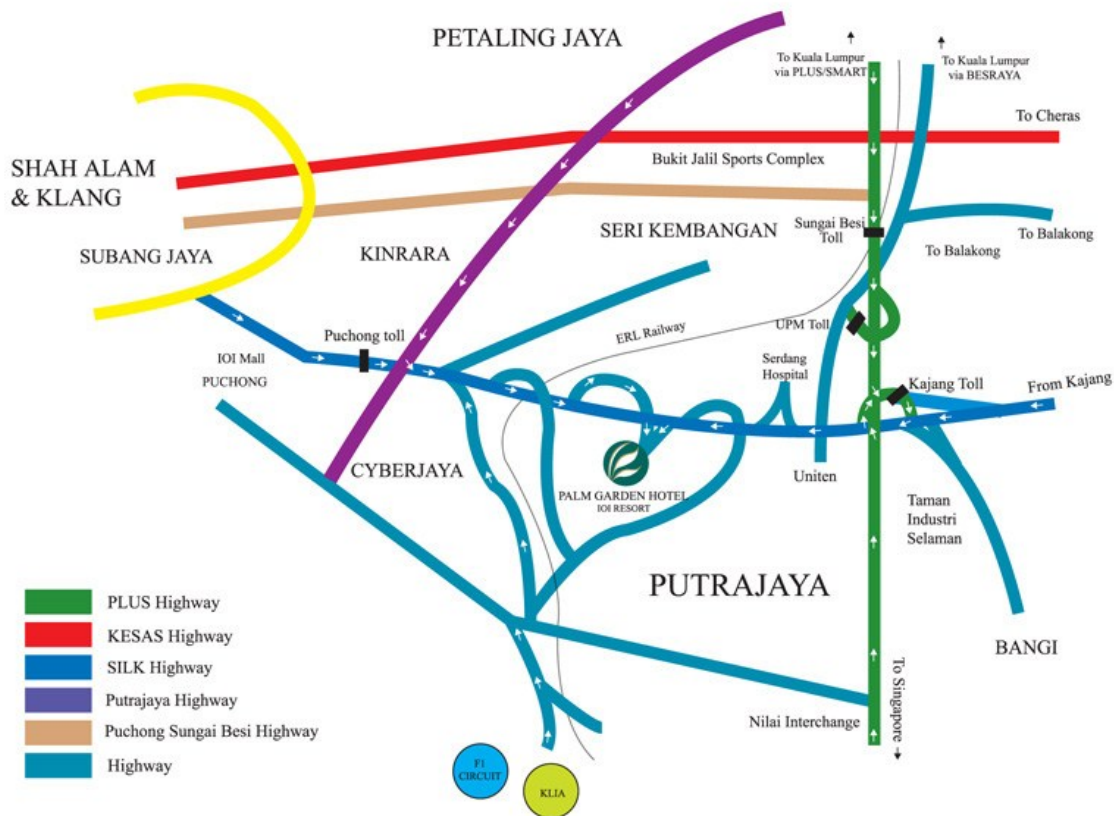 PETALING JAYA
To Kuala Lumpur
via PLUS/SMART
To Kuala Lumpur
via BESRAYA
To Cheras
SHAH ALAM
& KLANG
Bukit Jalil Sports Complex
SUBANG JAYA
KINRARA
SERI KEMBANGAN
Sungai Besi
Toll
To Balakong
To Balakong
Puchong toll
ERL Railway
UPM Toll
IOI Mall
PUCHONG
Serdang
Hospital
Kajang Toll
From Kajang
CYBERJAYA
PALM GARDEN HOTEL
IOI RESORT
Uniten
Taman
Industri
Selaman
PUTRAJAYA
BANGI
To Singapore
Nilai Interchange
PLUS Highway
KESAS Highway
SILK Highway
Putrajaya Highway
Puchong Sungai Besi Highway
Highway
F1
CIRCUIT
KLIA